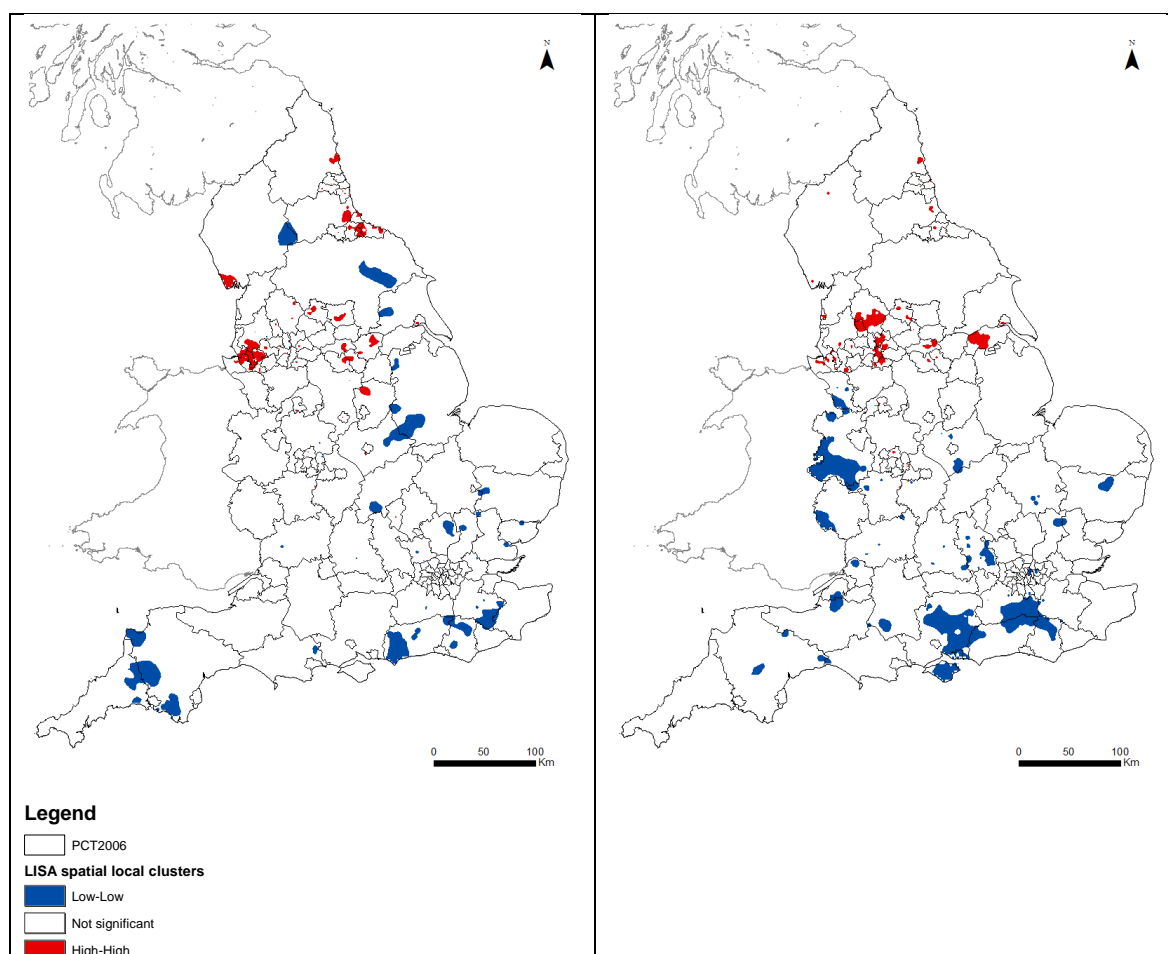 N
0 50 100
Km
Legend
PCT2006
LISA spatial local clusters
Low-Low
Not significant
High-High
N
0 50 100
Km